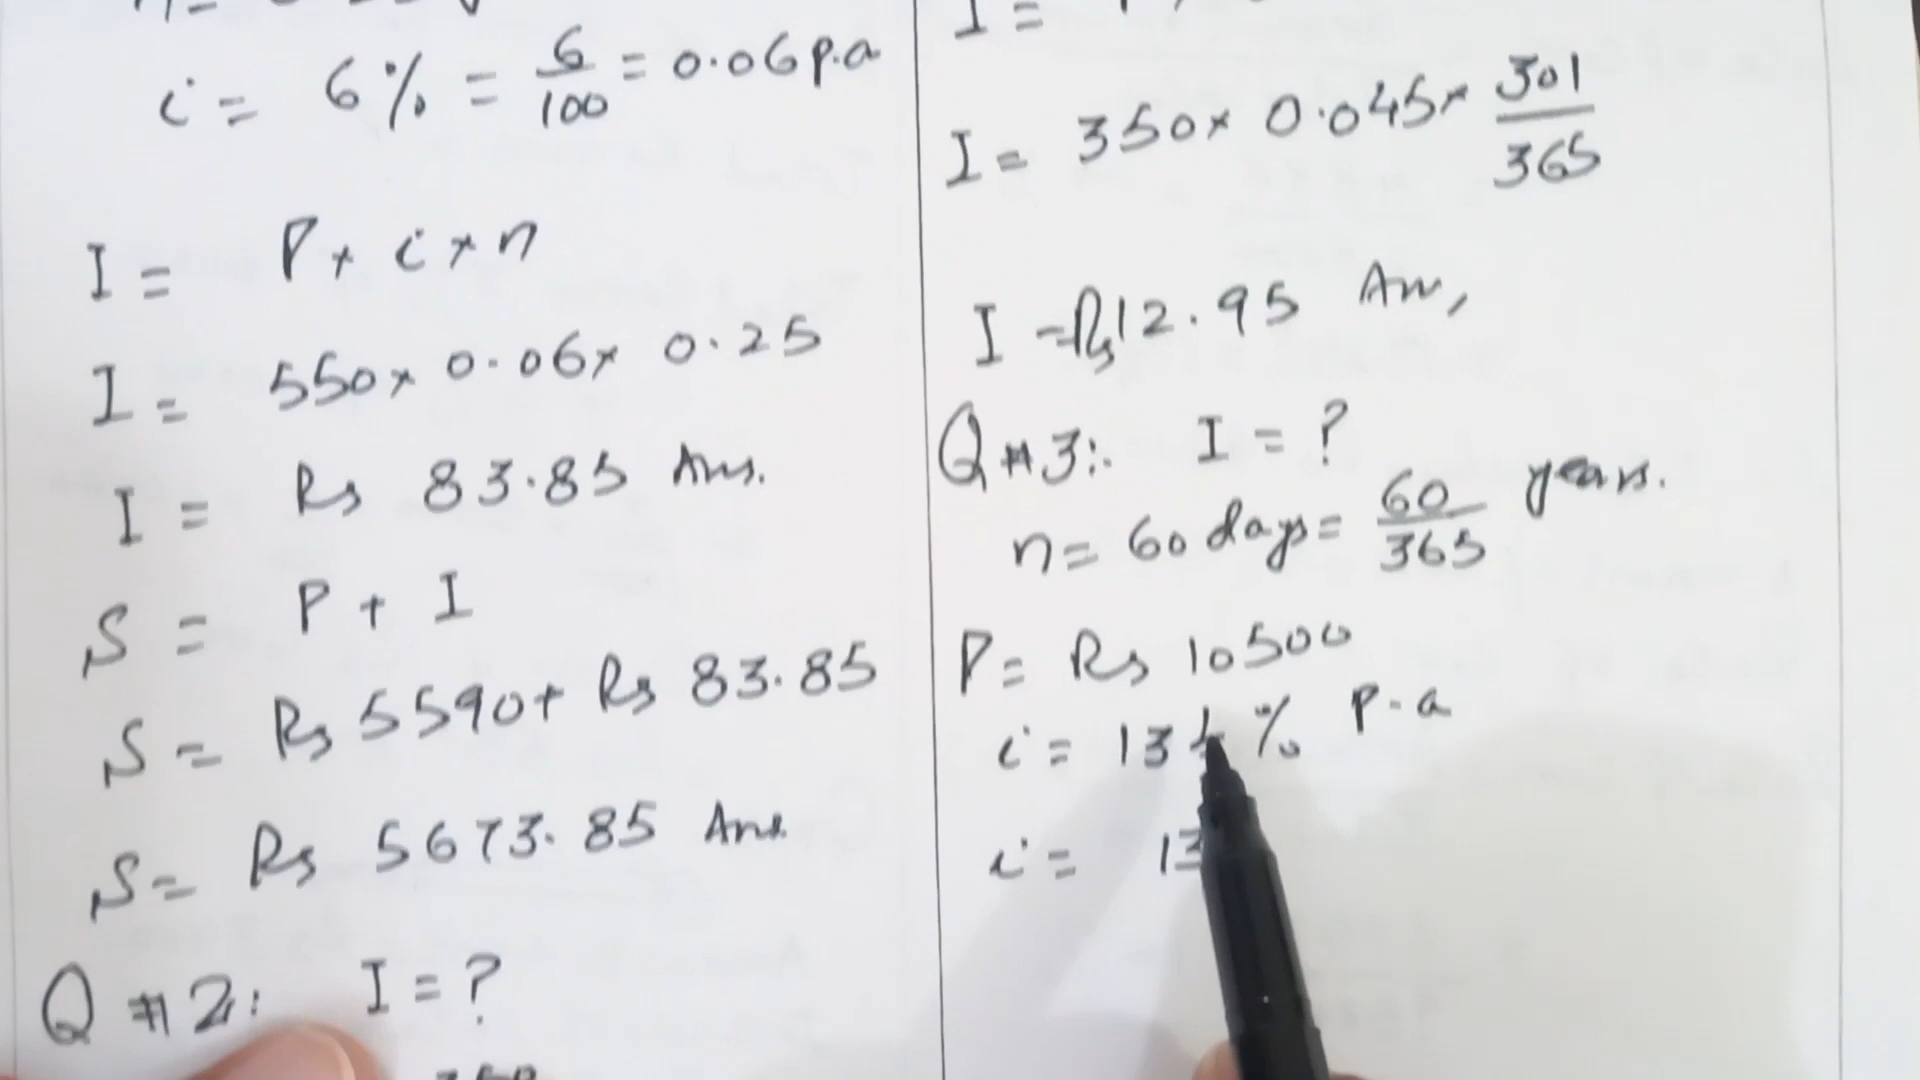 i = 6% = 6/100 = 0.06 p.a
I = P × i × n
I = 550 × 0.06 × 0.25
I = Rs 83.85 Ans.
S = P + I
S = Rs 5590 + Rs 83.85
S = Rs 5673.85 Ans
Q #2: I = ?
I =
I = 350 × 0.045 × 301/365
I = Rs 12.95 Ans,
Q #3: I = ?
n = 60 days = 60/365 years.
P = Rs 10500
i = 13 % p.a
i = 13